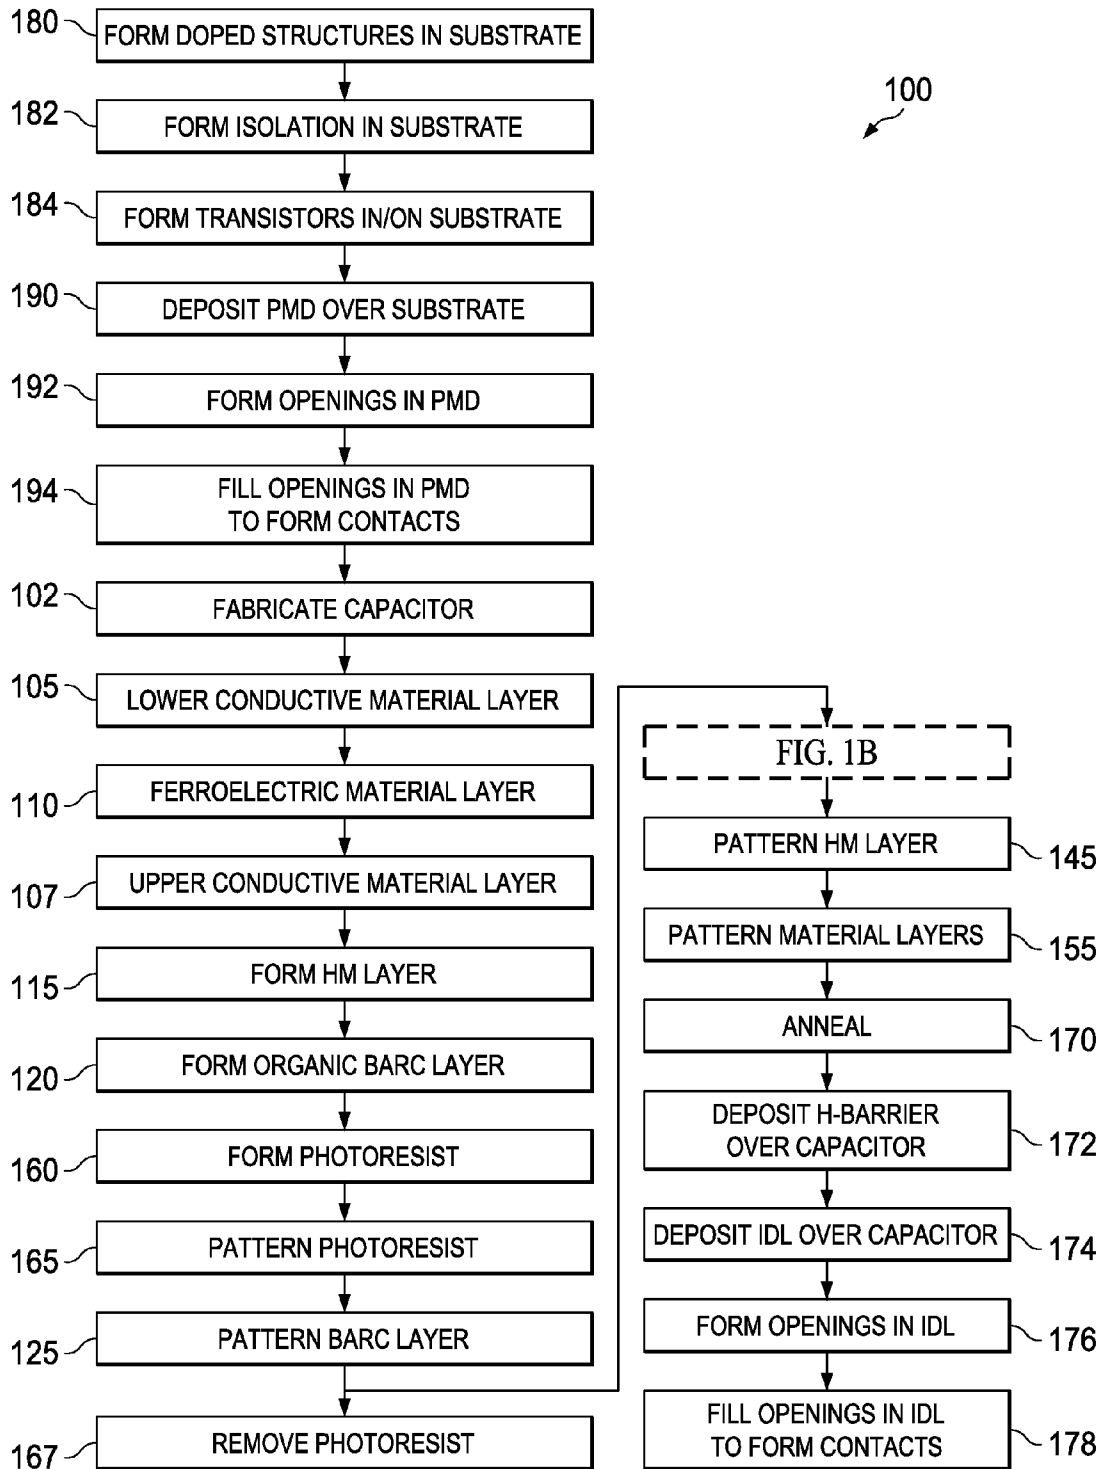 180
FORM DOPED STRUCTURES IN SUBSTRATE
100
182
FORM ISOLATION IN SUBSTRATE
184
FORM TRANSISTORS IN/ON SUBSTRATE
190
DEPOSIT PMD OVER SUBSTRATE
192
FORM OPENINGS IN PMD
194
FILL OPENINGS IN PMD
TO FORM CONTACTS
102
FABRICATE CAPACITOR
105
LOWER CONDUCTIVE MATERIAL LAYER
110
FERROELECTRIC MATERIAL LAYER
107
UPPER CONDUCTIVE MATERIAL LAYER
115
FORM HM LAYER
120
FORM ORGANIC BARC LAYER
160
FORM PHOTORESIST
165
PATTERN PHOTORESIST
125
PATTERN BARC LAYER
167
REMOVE PHOTORESIST
FIG. 1B
PATTERN HM LAYER
145
PATTERN MATERIAL LAYERS
155
ANNEAL
170
DEPOSIT H-BARRIER
OVER CAPACITOR
172
DEPOSIT IDL OVER CAPACITOR
174
FORM OPENINGS IN IDL
176
FILL OPENINGS IN IDL
TO FORM CONTACTS
178